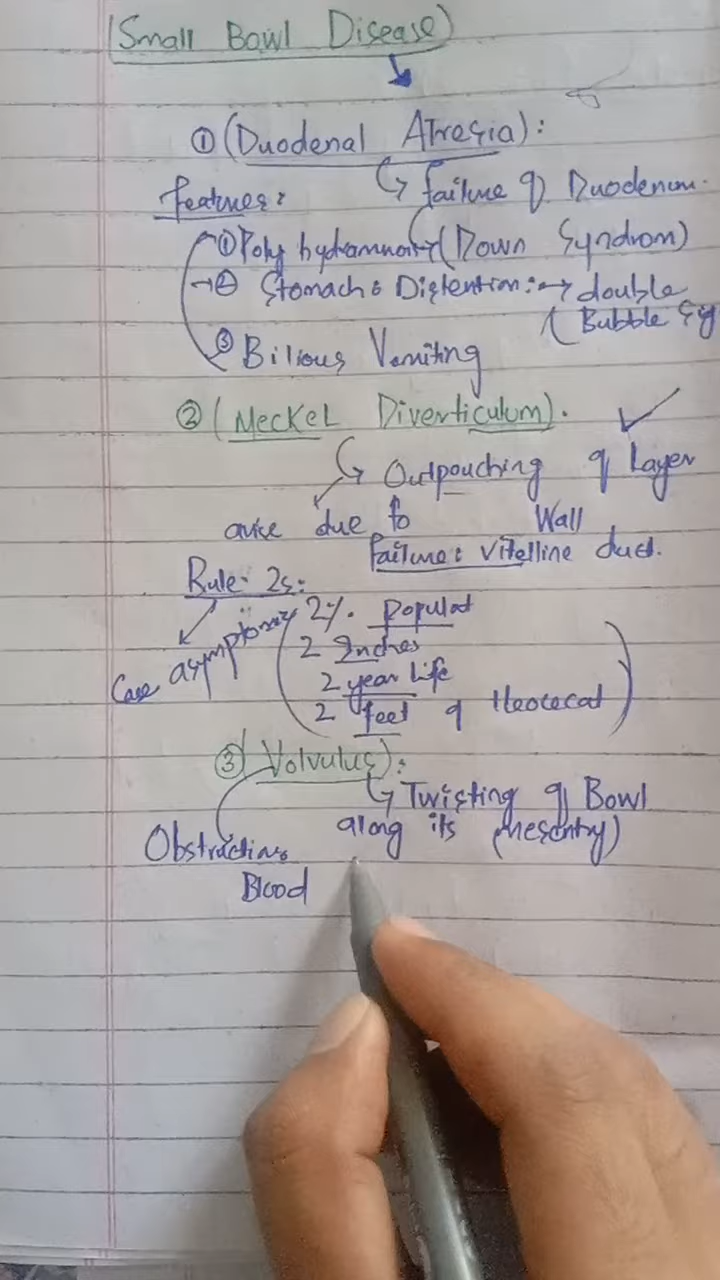 (Small Bowl Disease)
① (Duodenal Atresia):
↳ failure of Duodenum.
Features:
① Poly hydramnois (Down Syndrom)
→② Stomach & Distention: → double
(Bubble Sy
③ Bilious Vomiting
② (Meckel Diverticulum).
↳ Outpouching of Layer
Wall
arise due to
failure: vitelline duct.
Rule: 2s:
Case asymptomic
2%. Populat
2 Inches
2 year Life
2 feet of Ileocecal
③ (Volvulus):
↳ Twisting of Bowl
along its (mesentry)
Obstruction
Blood